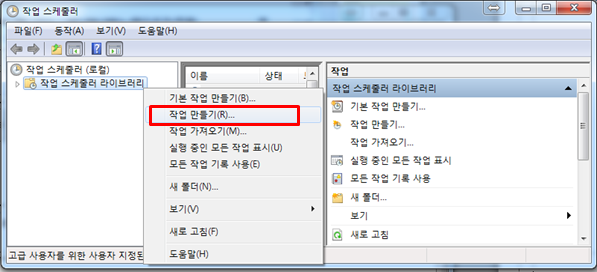 작업 스케줄러
파일(F) 동작(A) 보기(V) 도움말(H)
작업 스케줄러 (로컬)
작업 스케줄러 라이브러리
이름 상태
기본 작업 만들기(B)...
작업 만들기(R)...
작업 가져오기(M)...
실행 중인 모든 작업 표시(U)
모든 작업 기록 사용(E)
새 폴더(N)...
보기(V)
새로 고침(F)
도움말(H)
고급 사용자를 위한 사용자 지정된
작업
작업 스케줄러 라이브러리
기본 작업 만들기...
작업 만들기...
작업 가져오기...
실행 중인 모든 작업 표시
모든 작업 기록 사용
새 폴더...
보기
새로 고침